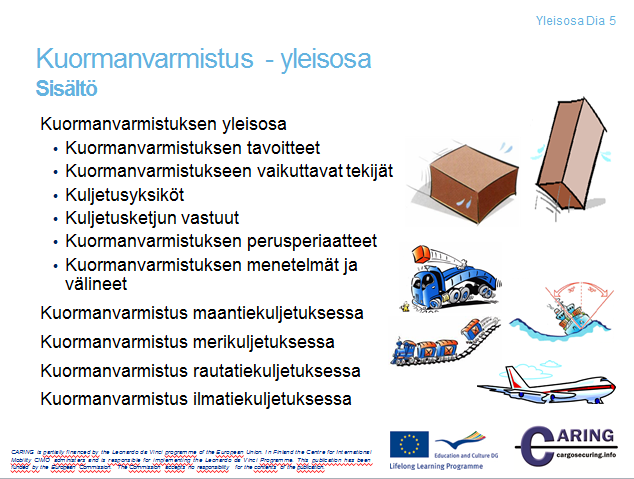 Yleisosa Dia 5
Kuormanvarmistus - yleisosa
Sisältö
Kuormanvarmistuksen yleisosa
• Kuormanvarmistuksen tavoitteet
• Kuormanvarmistukseen vaikuttavat tekijät
• Kuljetusyksiköt
• Kuljetusketjun vastuut
• Kuormanvarmistuksen perusperiaatteet
• Kuormanvarmistuksen menetelmät ja
välineet
Kuormanvarmistus maantiekuljetuksessa
Kuormanvarmistus merikuljetuksessa
Kuormanvarmistus rautatiekuljetuksessa
Kuormanvarmistus ilmatiekuljetuksessa
CARING is partially financed by the Leonardo da Vinci programme of the European Union. In Finland the Centre for International
Mobility CIMO administers and is responsible for implementing the Leonardo da Vinci Programme. This publication has been
funded by the European Commission. The Commission accepts no responsibility for the contents of the publication.
Education and Culture DG
Lifelong Learning Programme
CARING
cargosecuring.info